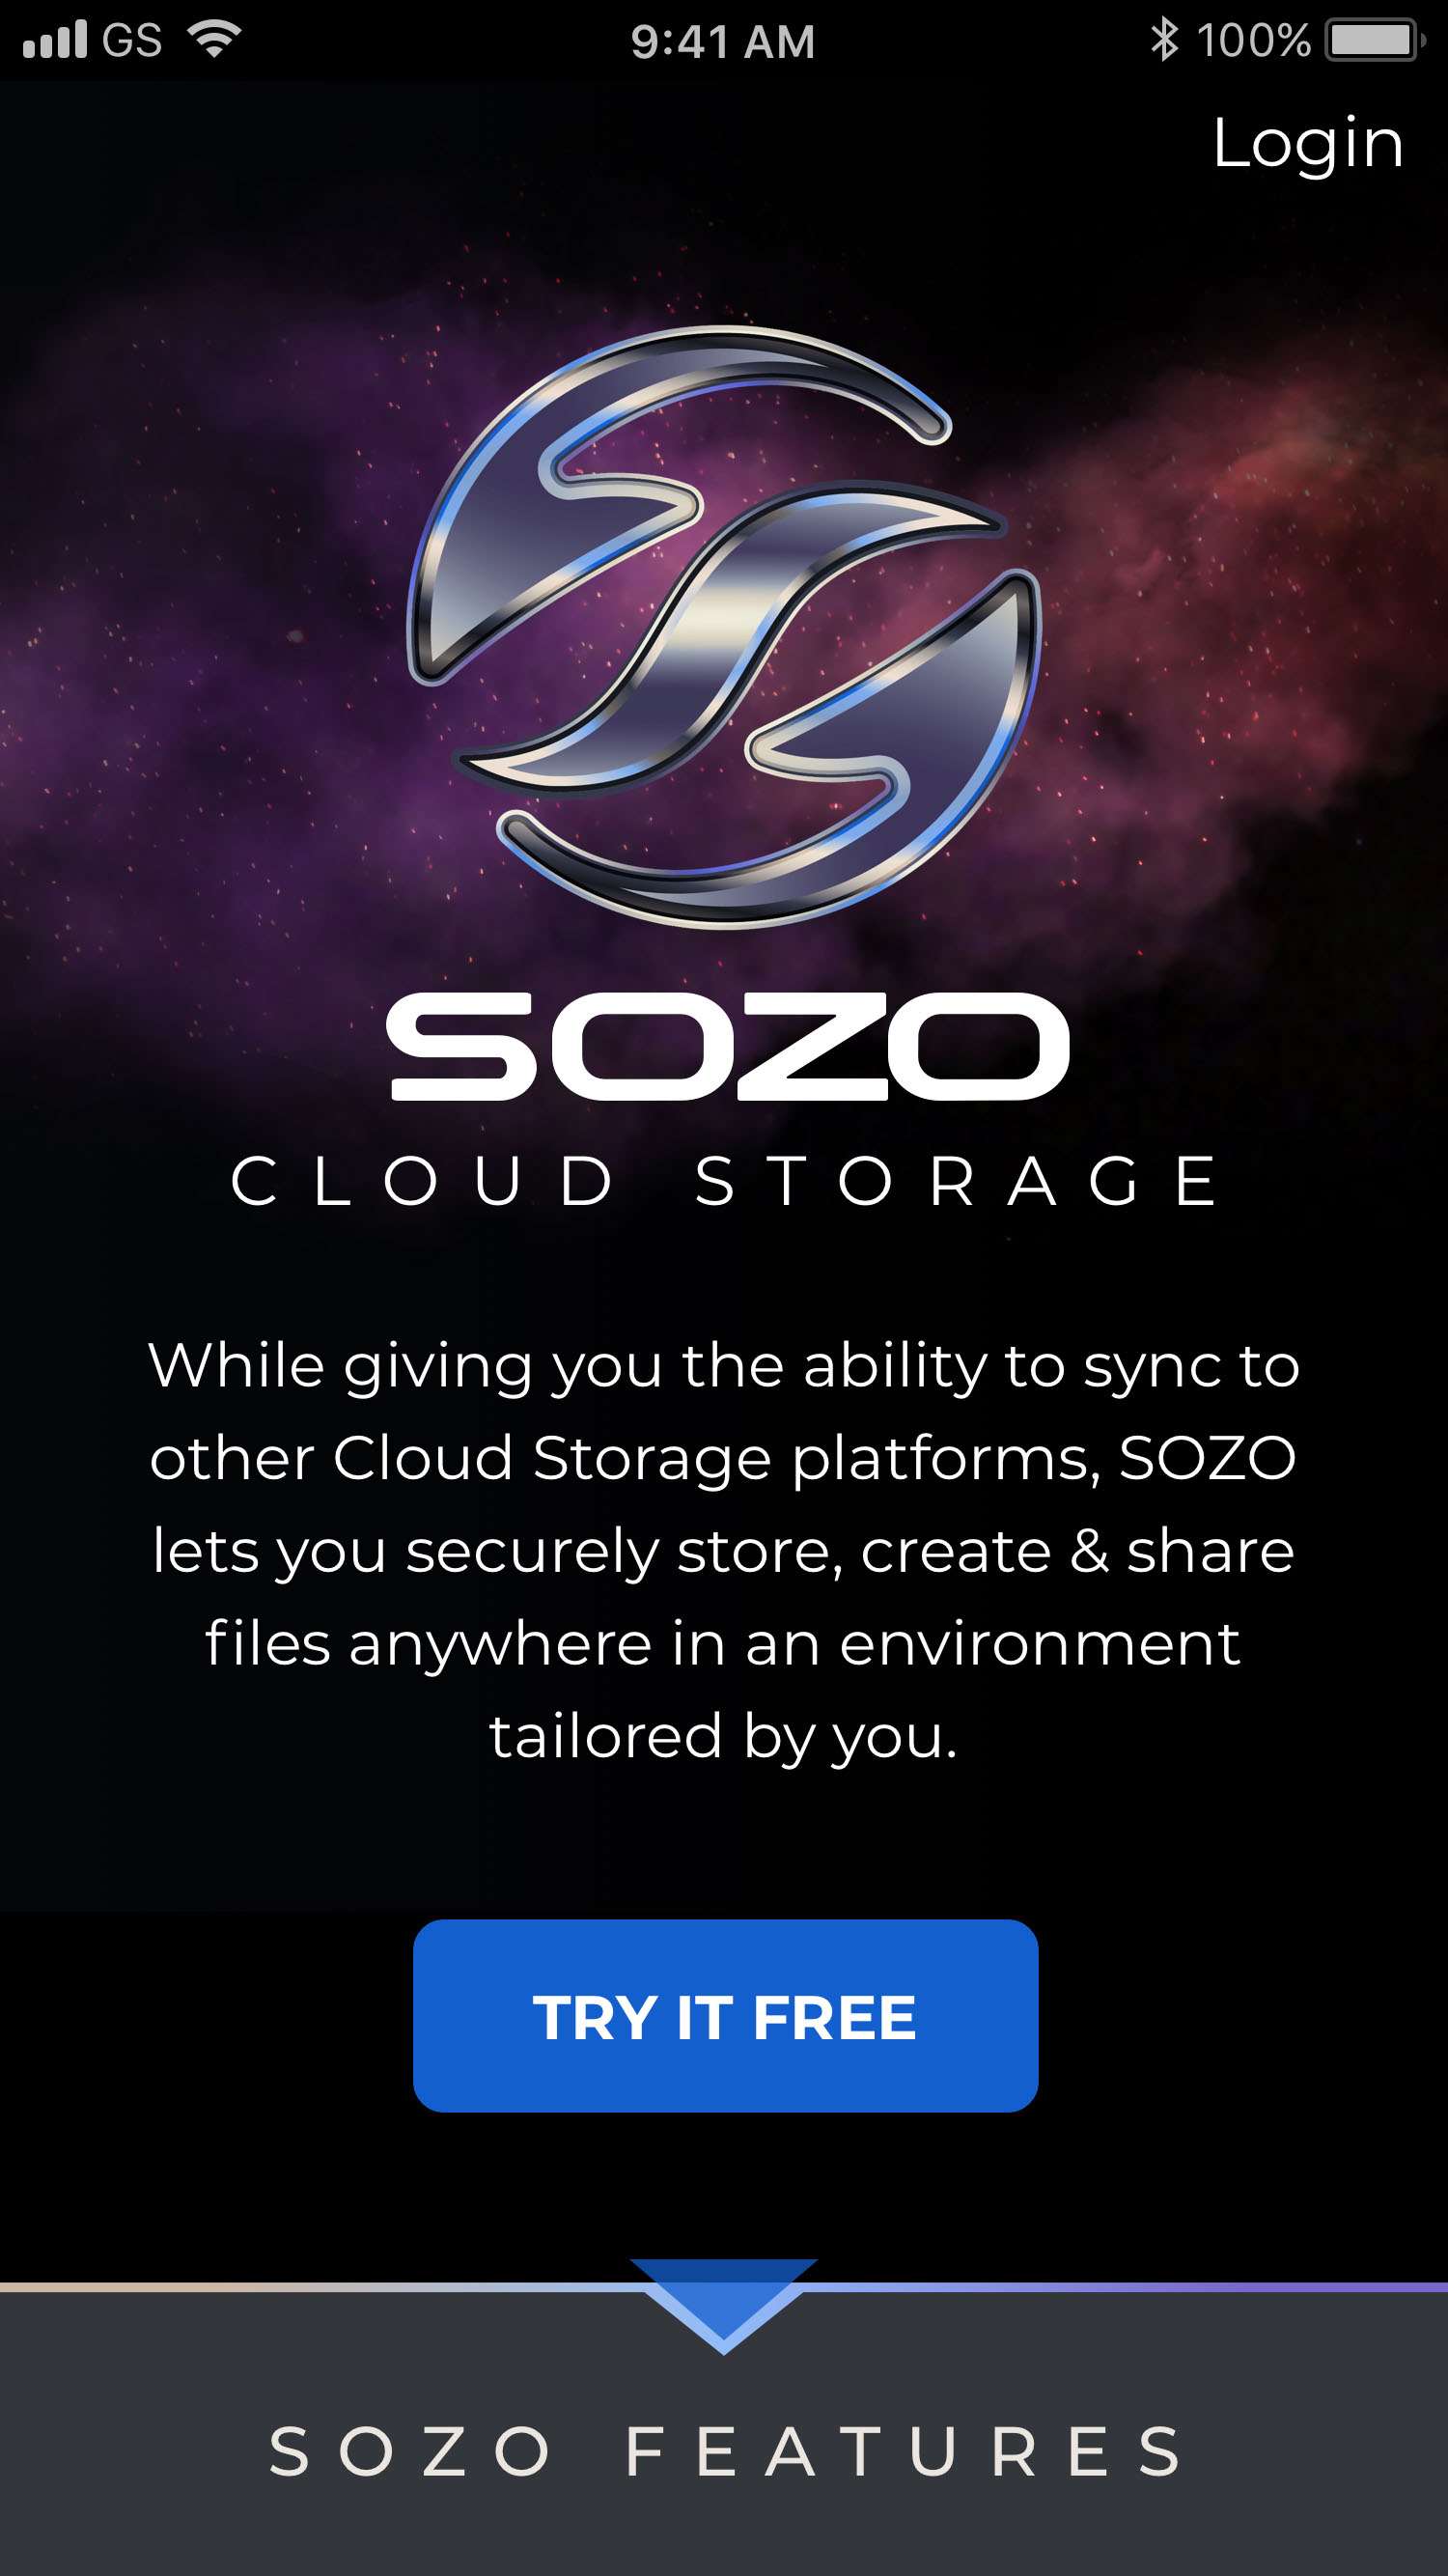 GS 9:41 AM 100%
Login
SOZO
CLOUD STORAGE
While giving you the ability to sync to
other Cloud Storage platforms, SOZO
lets you securely store, create & share
files anywhere in an environment
tailored by you.
TRY IT FREE
SOZO FEATURES